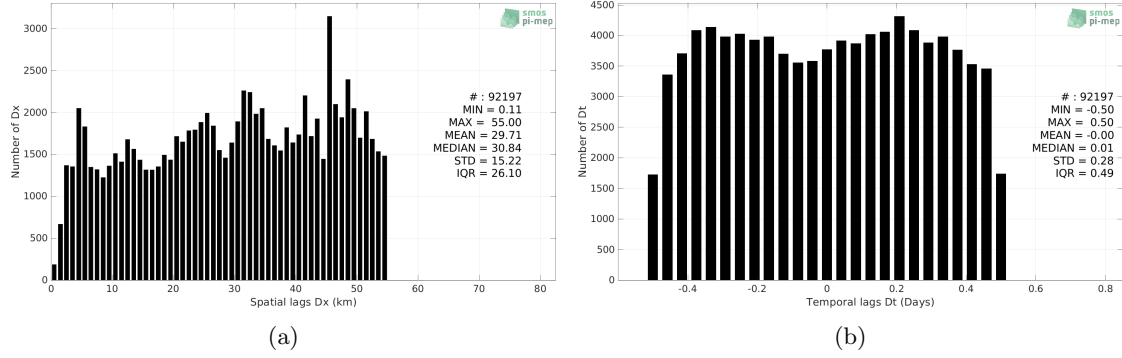 smos
pi-mep
Number of Dx
3000
2500
2000
1500
1000
500
0
# : 92197
MIN = 0.11
MAX = 55.00
MEAN = 29.71
MEDIAN = 30.84
STD = 15.22
IQR = 26.10
0 10 20 30 40 50 60 70 80
Spatial lags Dx (km)
(a)
smos
pi-mep
Number of Dt
4500
4000
3500
3000
2500
2000
1500
1000
500
0
# : 92197
MIN = -0.50
MAX = 0.50
MEAN = -0.00
MEDIAN = 0.01
STD = 0.28
IQR = 0.49
-0.4 -0.2 0 0.2 0.4 0.6 0.8
Temporal lags Dt (Days)
(b)